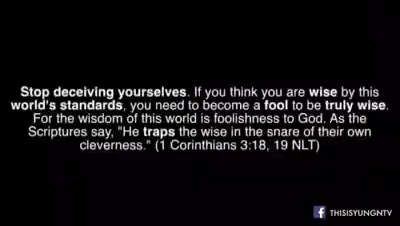 Stop deceiving yourselves. If you think you are wise by this
world's standards, you need to become a fool to be truly wise.
For the wisdom of this world is foolishness to God. As the
Scriptures say, "He traps the wise in the snare of their own
cleverness." (1 Corinthians 3:18, 19 NLT)
f THISISYUNGNTV